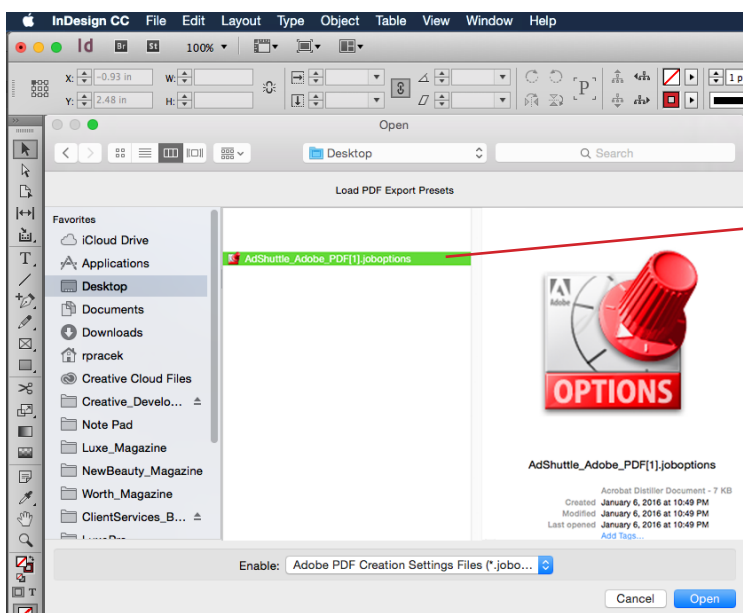 InDesign CC File Edit Layout Type Object Table View Window Help
Id Br St 100%
X: -0.93 in W:
Y: 2.48 in H:
P
1 p
Open
Desktop
Search
Load PDF Export Presets
Favorites
iCloud Drive
Applications
Desktop
Documents
Downloads
rpracek
Creative Cloud Files
Creative_Develo...
Note Pad
Luxe_Magazine
NewBeauty_Magazine
Worth_Magazine
ClientServices_B...
AdShuttle_Adobe_PDF[1].joboptions
Adobe
OPTIONS
AdShuttle_Adobe_PDF[1].joboptions
Acrobat Distiller Document - 7 KB
Created January 6, 2016 at 10:49 PM
Modified January 6, 2016 at 10:49 PM
Last opened January 6, 2016 at 10:49 PM
Add Tags...
Enable: Adobe PDF Creation Settings Files (*.jobo...
Cancel Open
T
T